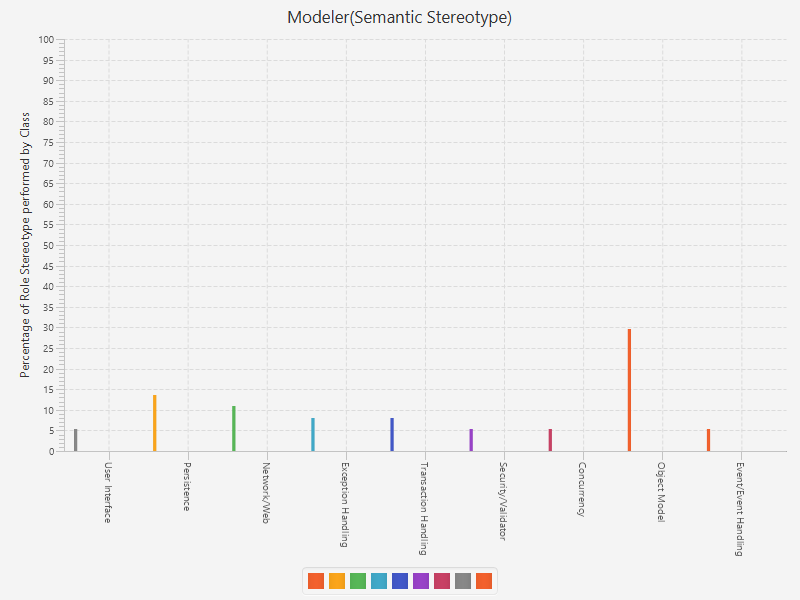 Modeler(Semantic Stereotype)
Percentage of Role Stereotype performed by Class
100
95
90
85
80
75
70
65
60
55
50
45
40
35
30
25
20
15
10
5
0
User Interface
Persistence
Network/Web
Exception Handling
Transaction Handling
Security/Validator
Concurrency
Object Model
Event/Event Handling